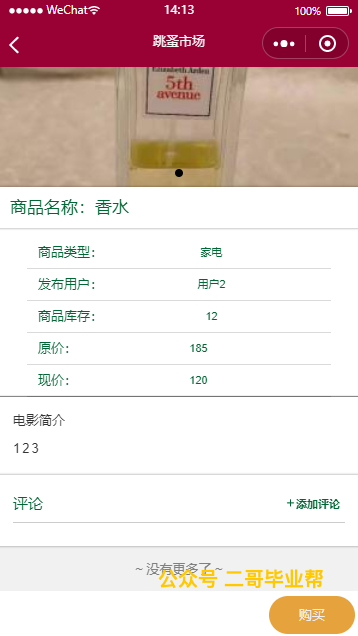 WeChat 14:13 100%
跳蚤市场
Elizabeth Arden
5th
avenue
商品名称：香水
商品类型： 家电
发布用户： 用户2
商品库存： 12
原价： 185
现价： 120
电影简介
123
评论 +添加评论
~ 没有更多了 ~
公众号 二哥毕业帮
购买